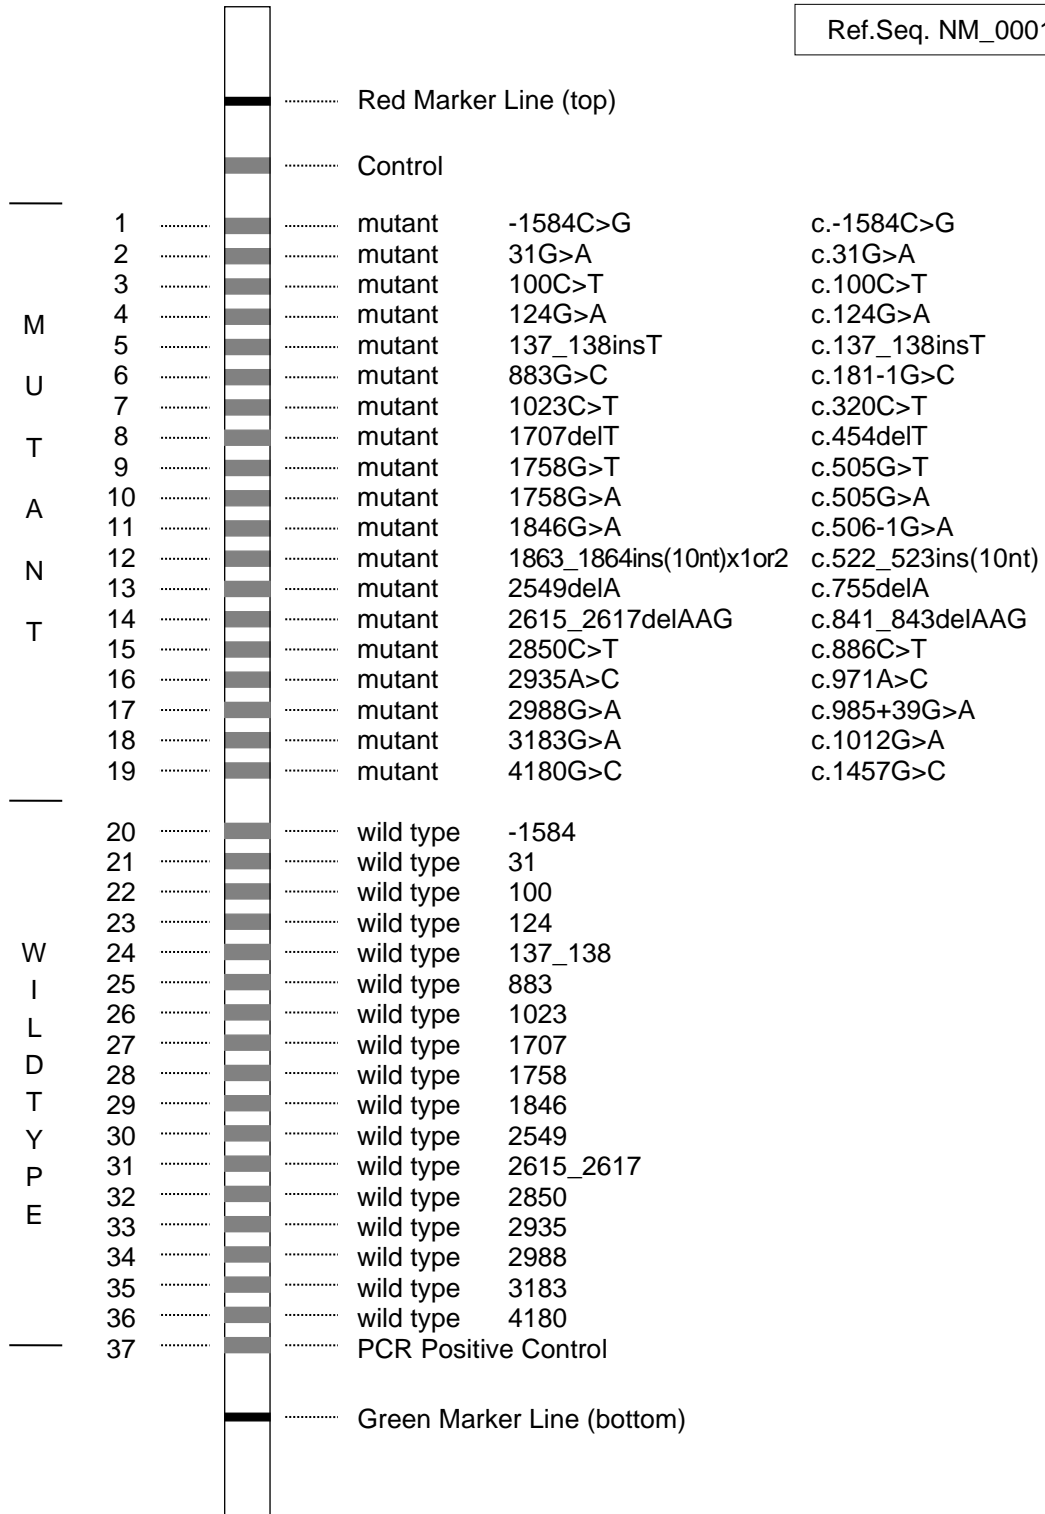 Ref.Seq. NM_0001
Red Marker Line (top)
Control
MUTANT
1 mutant -1584C>G c.-1584C>G
2 mutant 31G>A c.31G>A
3 mutant 100C>T c.100C>T
4 mutant 124G>A c.124G>A
5 mutant 137_138insT c.137_138insT
6 mutant 883G>C c.181-1G>C
7 mutant 1023C>T c.320C>T
8 mutant 1707delT c.454delT
9 mutant 1758G>T c.505G>T
10 mutant 1758G>A c.505G>A
11 mutant 1846G>A c.506-1G>A
12 mutant 1863_1864ins(10nt)x1or2 c.522_523ins(10nt)
13 mutant 2549delA c.755delA
14 mutant 2615_2617delAAG c.841_843delAAG
15 mutant 2850C>T c.886C>T
16 mutant 2935A>C c.971A>C
17 mutant 2988G>A c.985+39G>A
18 mutant 3183G>A c.1012G>A
19 mutant 4180G>C c.1457G>C
WILDTYPE
20 wild type -1584
21 wild type 31
22 wild type 100
23 wild type 124
24 wild type 137_138
25 wild type 883
26 wild type 1023
27 wild type 1707
28 wild type 1758
29 wild type 1846
30 wild type 2549
31 wild type 2615_2617
32 wild type 2850
33 wild type 2935
34 wild type 2988
35 wild type 3183
36 wild type 4180
37 PCR Positive Control
Green Marker Line (bottom)